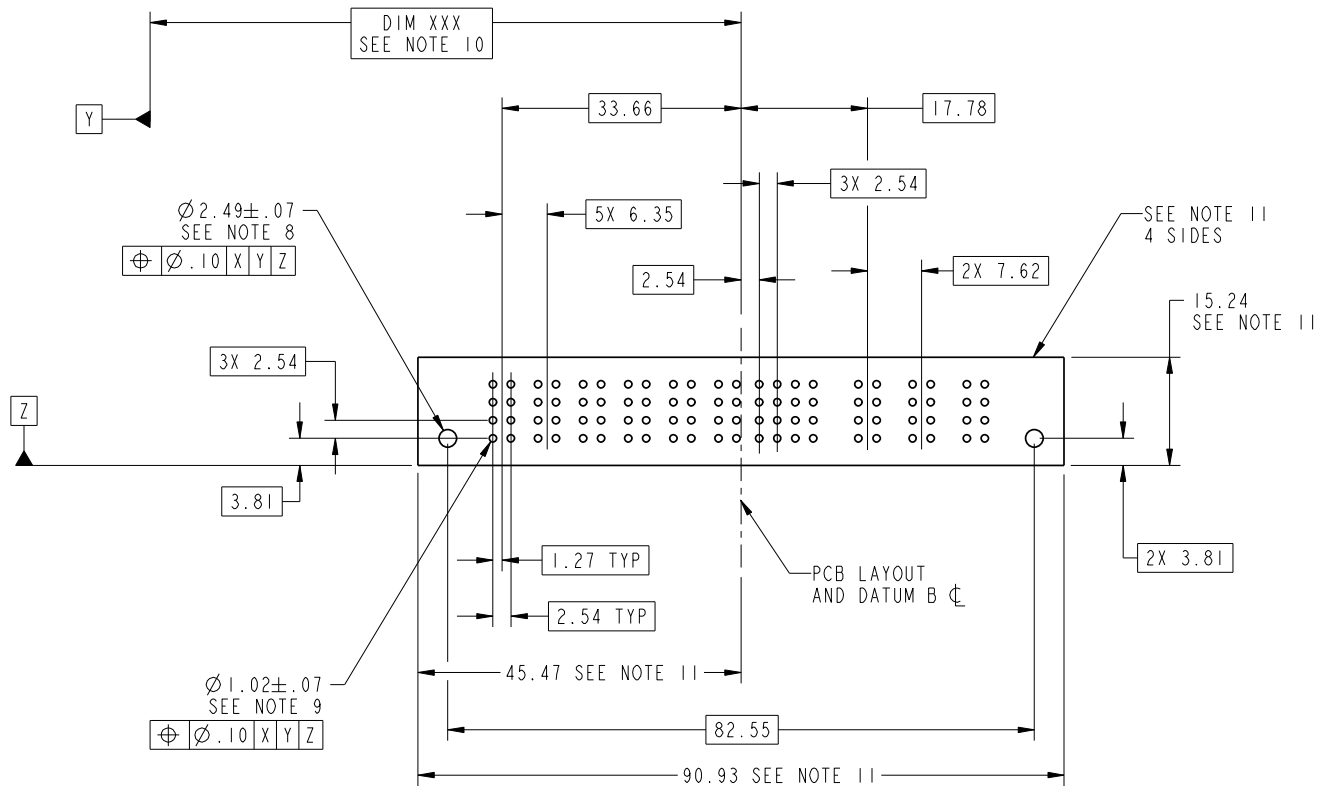 DIM XXX
SEE NOTE 10
Y
33.66
17.78
3X 2.54
Ø2.49±.07
SEE NOTE 8
⌖ Ø.10 X Y Z
5X 6.35
SEE NOTE 11
4 SIDES
2.54
2X 7.62
15.24
SEE NOTE 11
3X 2.54
Z
3.81
1.27 TYP
2X 3.81
PCB LAYOUT
AND DATUM B ℄
2.54 TYP
45.47 SEE NOTE 11
Ø1.02±.07
SEE NOTE 9
⌖ Ø.10 X Y Z
82.55
90.93 SEE NOTE 11